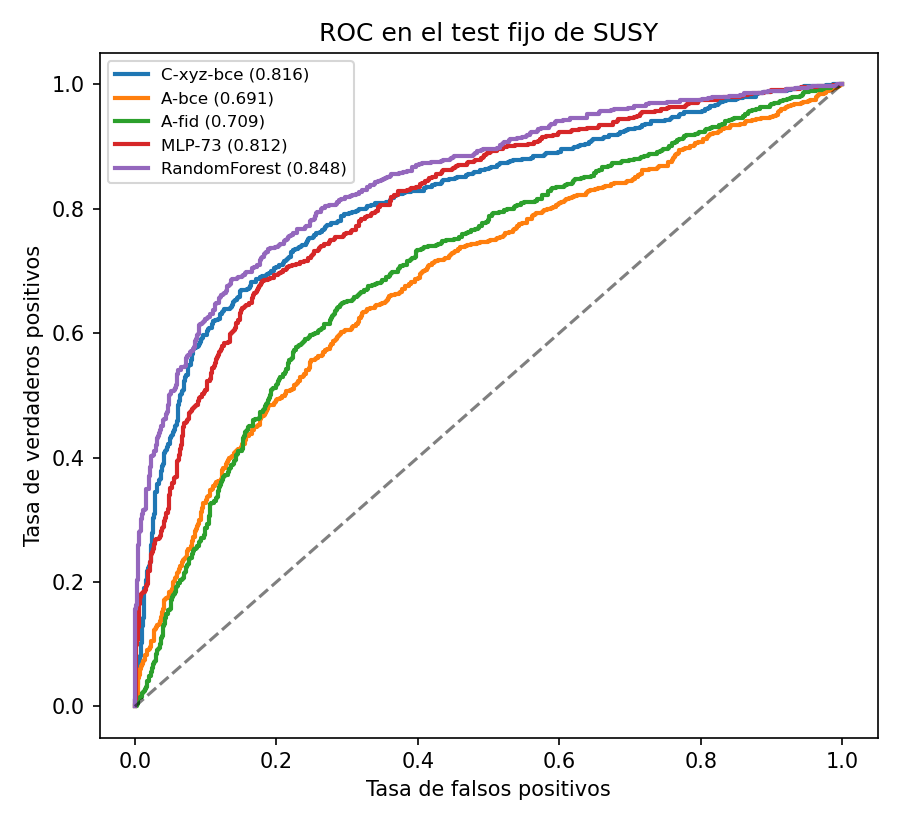 ROC en el test fijo de SUSY
C-xyz-bce (0.816)
A-bce (0.691)
A-fid (0.709)
MLP-73 (0.812)
RandomForest (0.848)
Tasa de verdaderos positivos
1.0
0.8
0.6
0.4
0.2
0.0
0.0 0.2 0.4 0.6 0.8 1.0
Tasa de falsos positivos